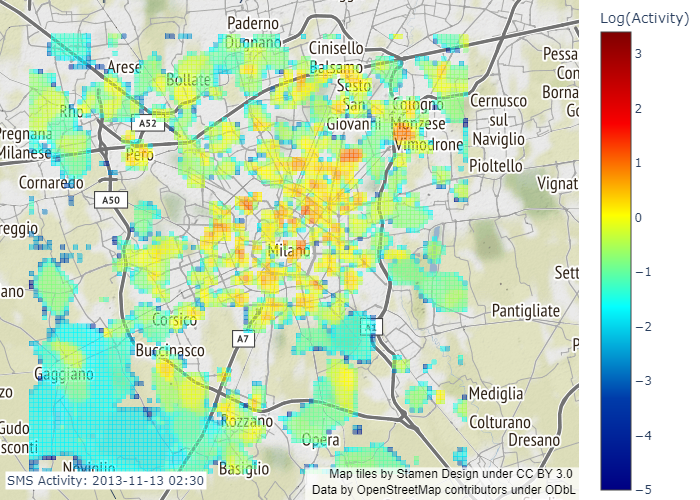 Log(Activity)
Paderno
Dugnano
Cinisello
Balsamo
Arese
Bollate
Sesto
San
Giovanni
Cologno
Monzese
Cernusco
sul
Naviglio
Pessa
Con
Borna
Go
Rho
A52
Pregnana
Milanese
Pero
Vimodrone
Pioltello
Cornaredo
A50
Vignat
reggio
Milano
Sett
ano
Corsico
A7
A1
Pantigliate
Buccinasco
P
Gaggiano
zo
Mediglia
Gudo
sconti
Rozzano
Opera
Colturano
Dresano
Noviglio
Basiglio
SMS Activity: 2013-11-13 02:30
Map tiles by Stamen Design under CC BY 3.0
Data by OpenStreetMap contributors under ODbL
3
2
1
0
−1
−2
−3
−4
−5